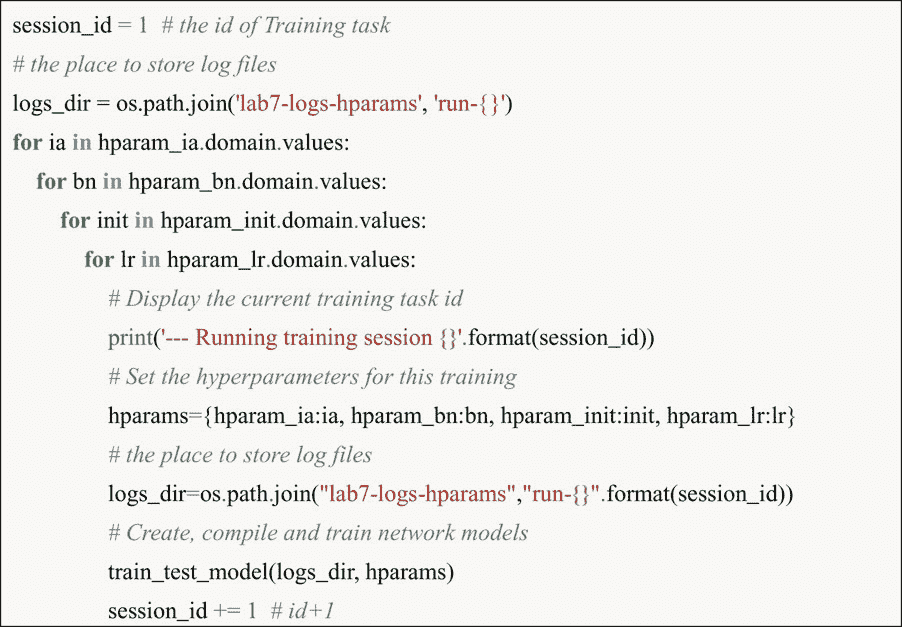 session_id = 1  # the id of Training task
# the place to store log files
logs_dir = os.path.join('lab7-logs-hparams', 'run-{}')
for ia in hparam_ia.domain.values:
for bn in hparam_bn.domain.values:
for init in hparam_init.domain.values:
for lr in hparam_lr.domain.values:
# Display the current training task id
print('--- Running training session {}'.format(session_id))
# Set the hyperparameters for this training
hparams={hparam_ia:ia, hparam_bn:bn, hparam_init:init, hparam_lr:lr}
# the place to store log files
logs_dir=os.path.join("lab7-logs-hparams","run-{}".format(session_id))
# Create, compile and train network models
train_test_model(logs_dir, hparams)
session_id += 1  # id+1